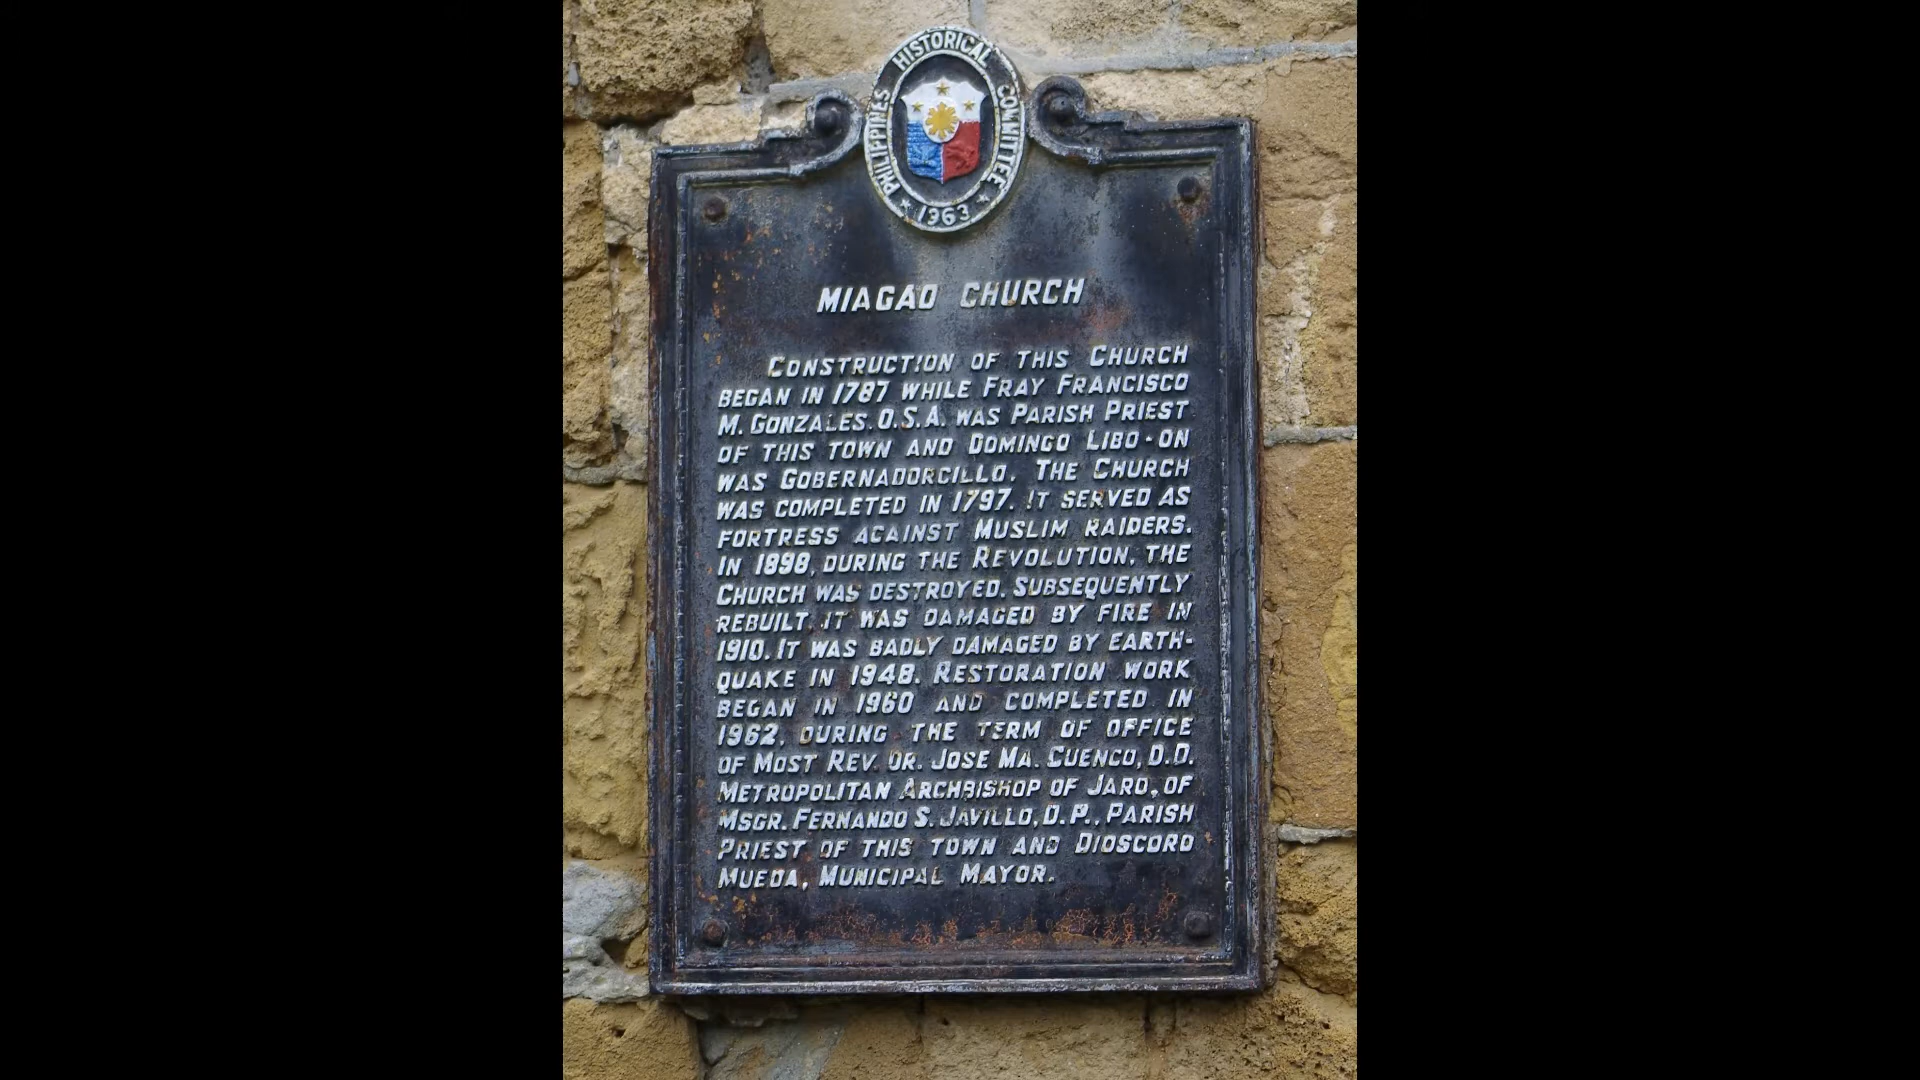 PHILIPPINES HISTORICAL COMMITTEE
1963
MIAGAO CHURCH
CONSTRUCTION OF THIS CHURCH
BEGAN IN 1787 WHILE FRAY FRANCISCO
M. GONZALES. O.S.A. WAS PARISH PRIEST
OF THIS TOWN AND DOMINGO LIBO-ON
WAS GOBERNADORCILLO. THE CHURCH
WAS COMPLETED IN 1797. IT SERVED AS
FORTRESS AGAINST MUSLIM RAIDERS.
IN 1898, DURING THE REVOLUTION, THE
CHURCH WAS DESTROYED. SUBSEQUENTLY
REBUILT, IT WAS DAMAGED BY FIRE IN
1910. IT WAS BADLY DAMAGED BY EARTH-
QUAKE IN 1948. RESTORATION WORK
BEGAN IN 1960 AND COMPLETED IN
1962, DURING THE TERM OF OFFICE
OF MOST REV. DR. JOSE MA. CUENCO, D.D.
METROPOLITAN ARCHBISHOP OF JARO, OF
MSGR. FERNANDO S. JAVILLO, D.P., PARISH
PRIEST OF THIS TOWN AND DIOSCORO
MUEDA, MUNICIPAL MAYOR.